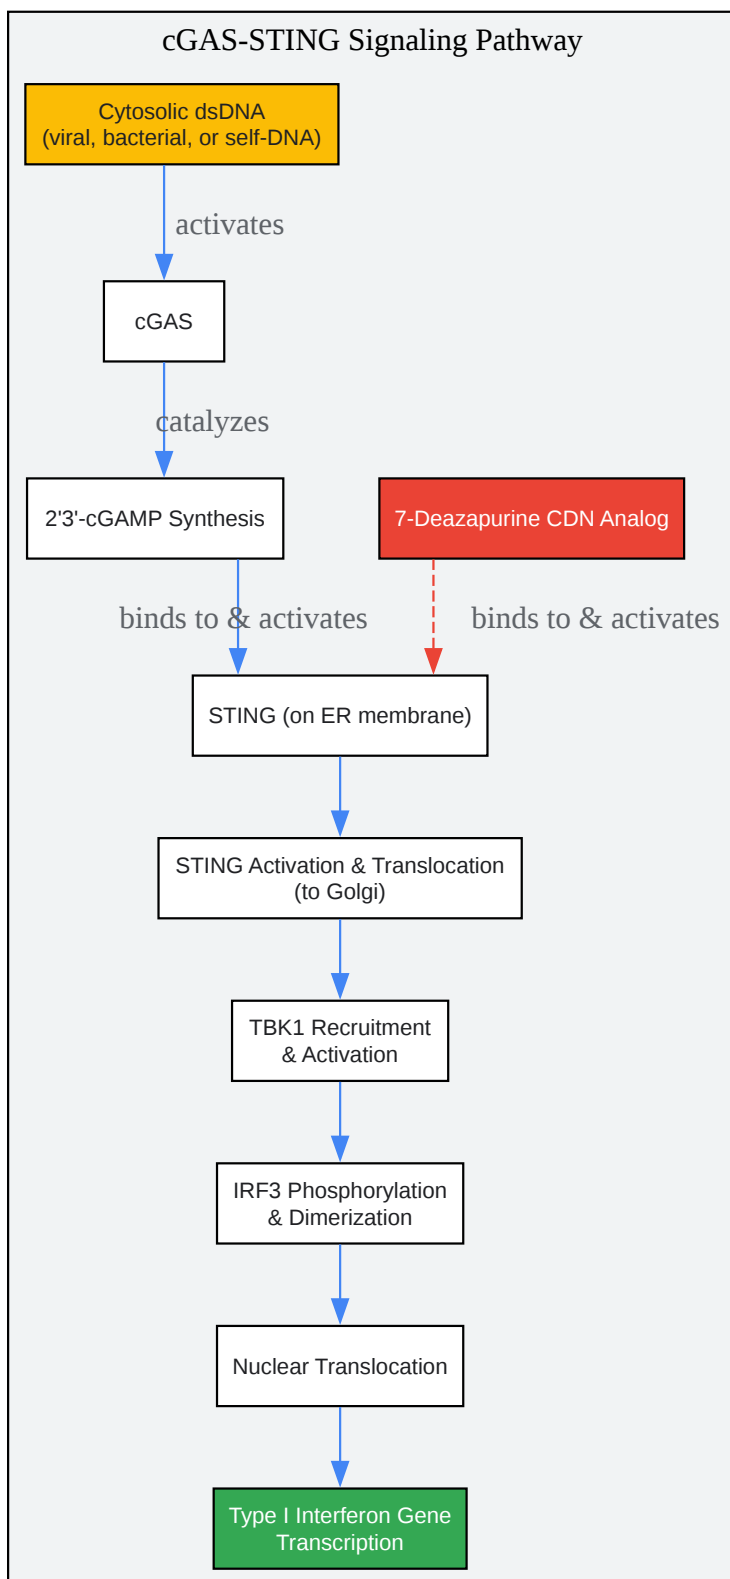 cGAS-STING Signaling Pathway
Cytosolic dsDNA
(viral, bacterial, or self-DNA)
activates
cGAS
catalyzes
2'3'-cGAMP Synthesis
7-Deazapurine CDN Analog
binds to & activates
binds to & activates
STING (on ER membrane)
STING Activation & Translocation
(to Golgi)
TBK1 Recruitment
& Activation
IRF3 Phosphorylation
& Dimerization
Nuclear Translocation
Type I Interferon Gene
Transcription